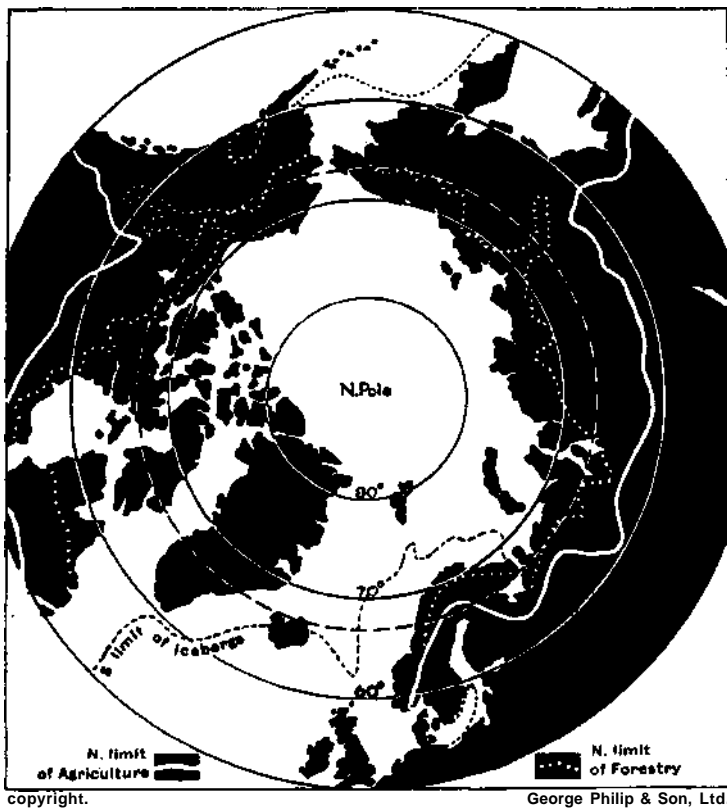 N. Pole
80°
70°
60°
S limit of Icebergs
N. limit
of Agriculture
N. limit
of Forestry
copyright.
George Philip & Son, Ltd